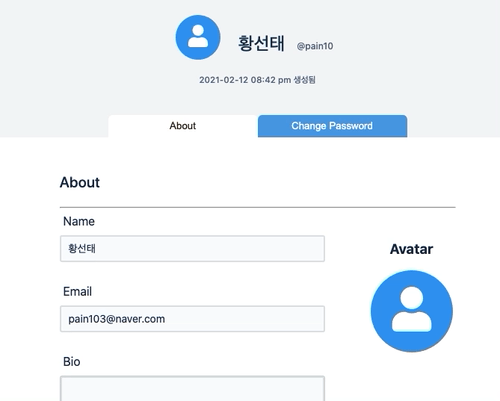 황선태 @pain10
2021-02-12 08:42 pm 생성됨
About Change Password
About
Name
황선태
Avatar
Email
pain103@naver.com
Bio